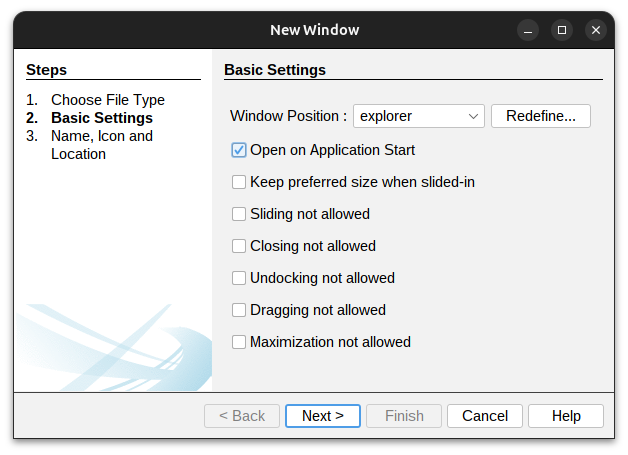 New Window
Steps
1. Choose File Type
2. Basic Settings
3. Name, Icon and
Location
Basic Settings
Window Position : explorer Redefine...
Open on Application Start
Keep preferred size when slided-in
Sliding not allowed
Closing not allowed
Undocking not allowed
Dragging not allowed
Maximization not allowed
< Back Next > Finish Cancel Help